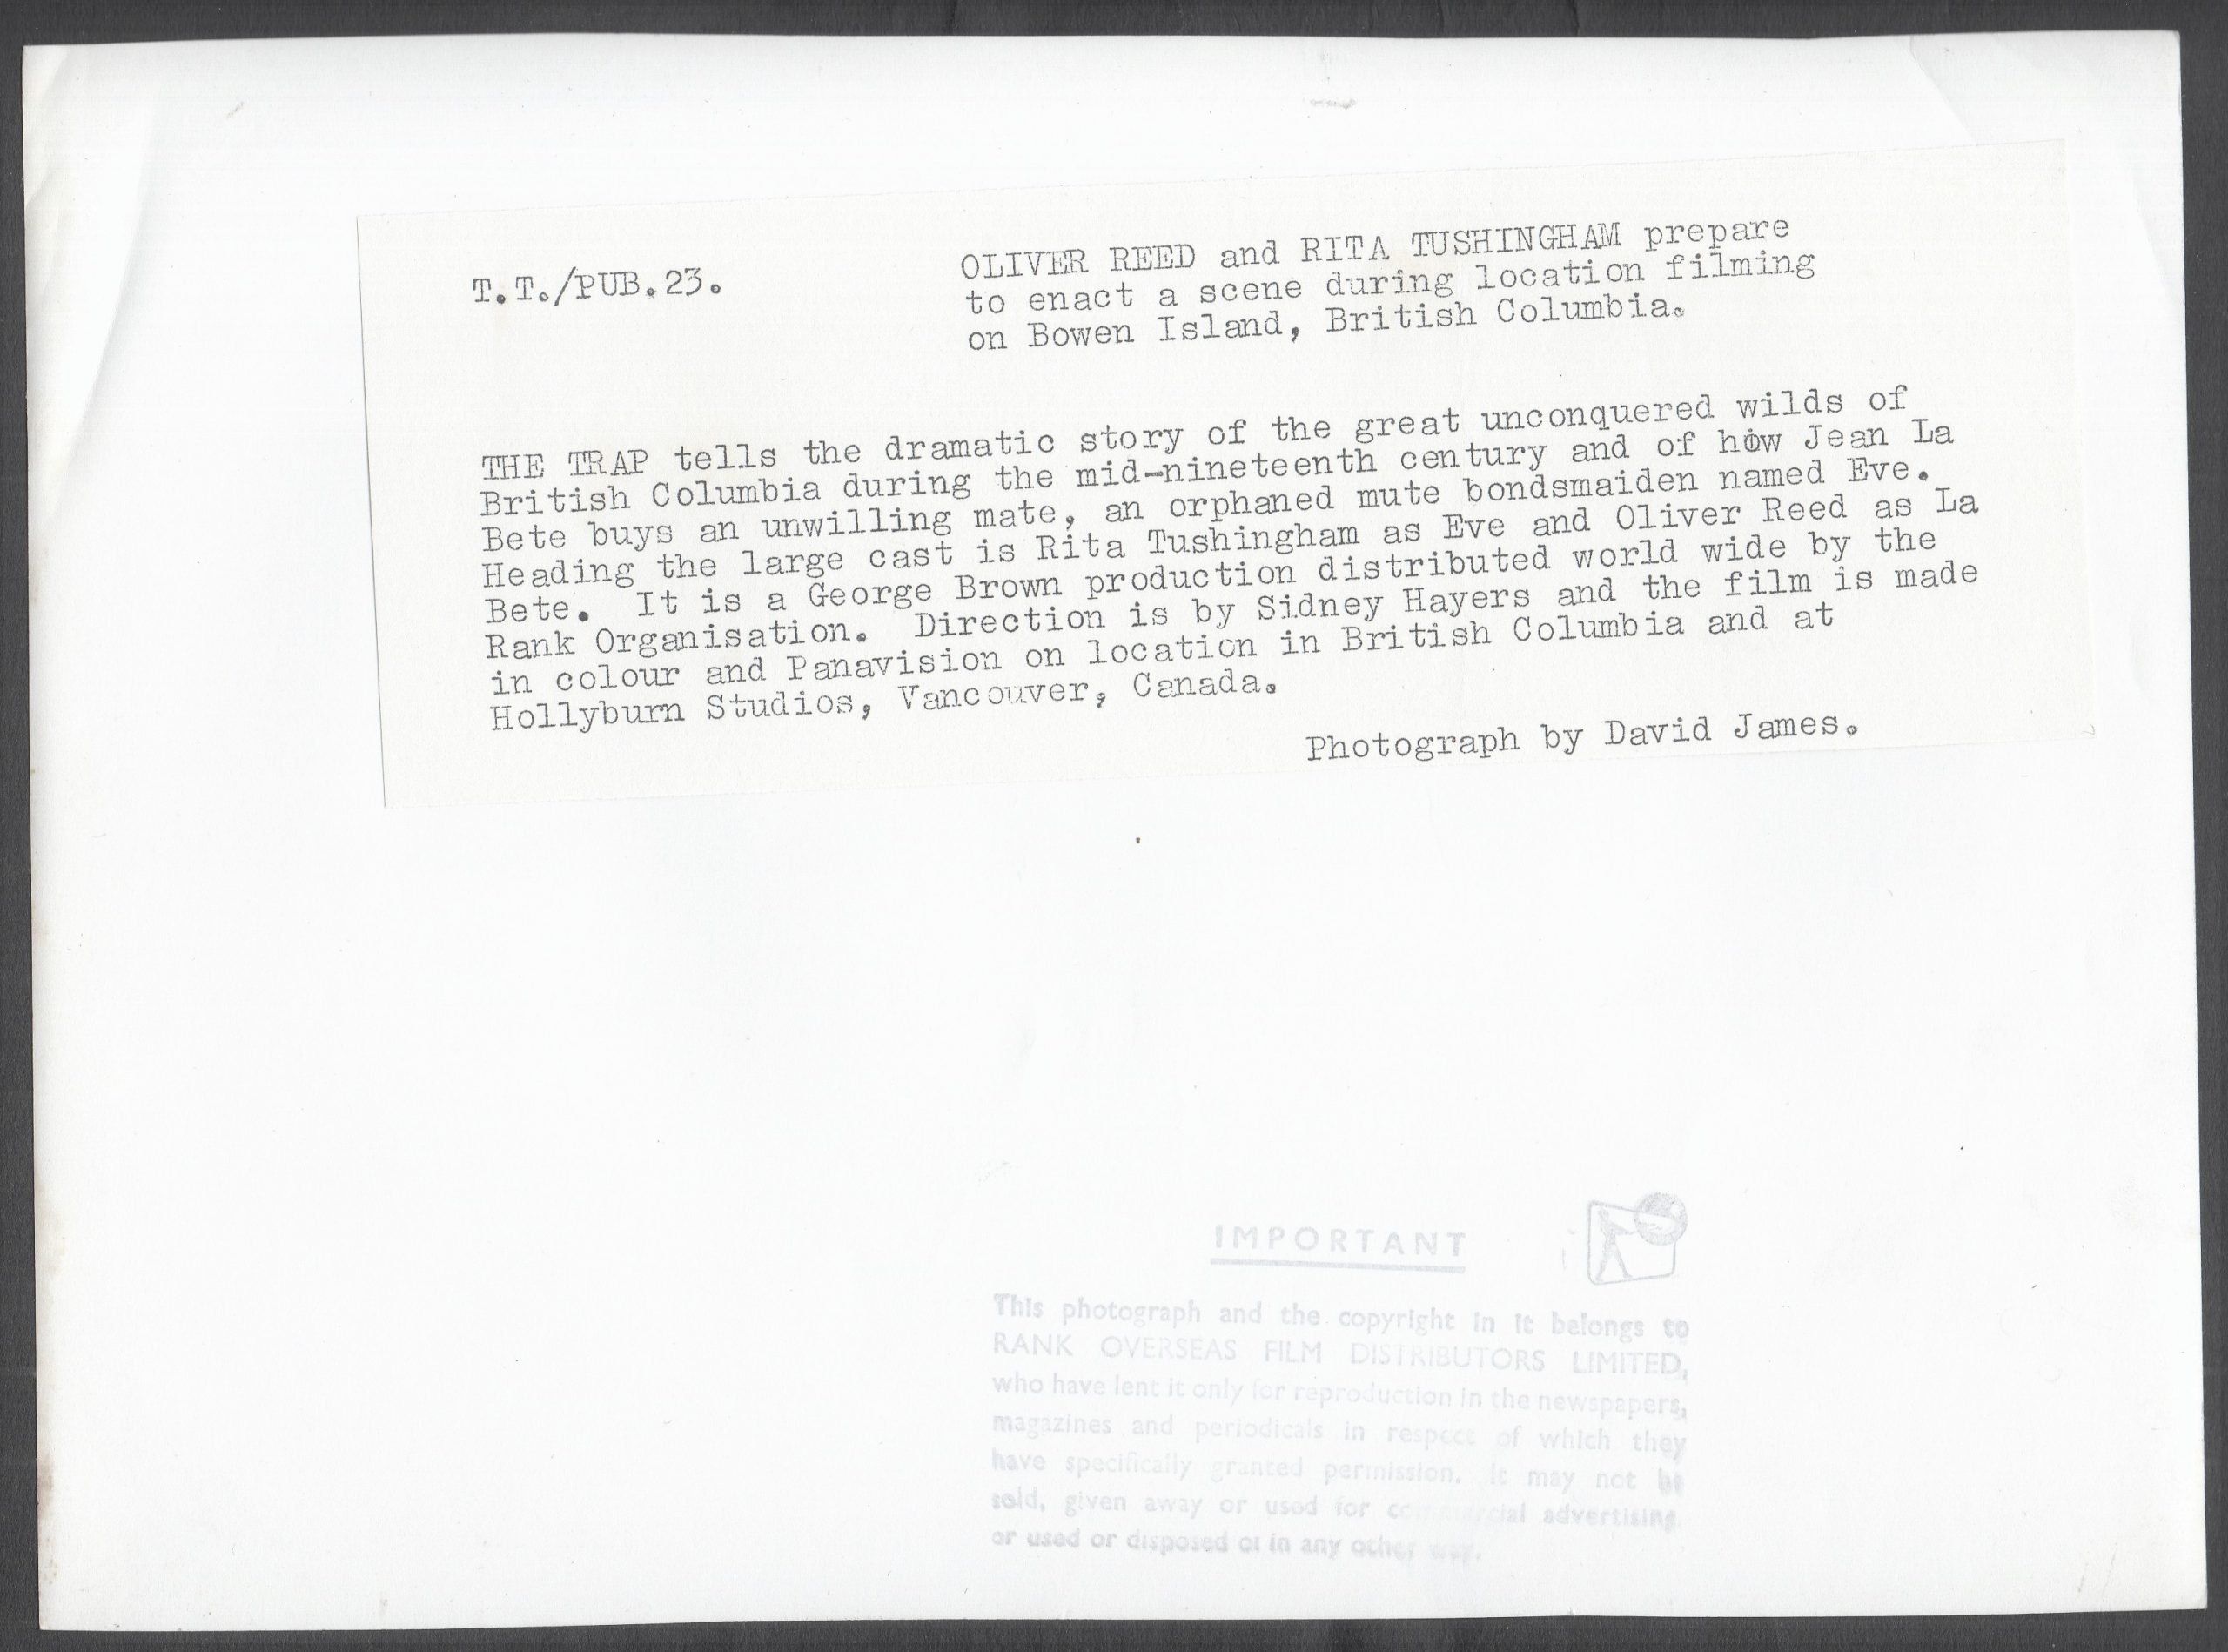 T.T./PUB.23.
OLIVER REED and RITA TUSHINGHAM prepare
to enact a scene during location filming
on Bowen Island, British Columbia.
THE TRAP tells the dramatic story of the great unconquered wilds of
British Columbia during the mid-nineteenth century and of how Jean La
Bete buys an unwilling mate, an orphaned mute bondsmaiden named Eve.
Heading the large cast is Rita Tushingham as Eve and Oliver Reed as La
Bete. It is a George Brown production distributed world wide by the
Rank Organisation. Direction is by Sidney Hayers and the film is made
in colour and Panavision on location in British Columbia and at
Hollyburn Studios, Vancouver, Canada.
Photograph by David James.
IMPORTANT
This photograph and the copyright in it belongs to
RANK OVERSEAS FILM DISTRIBUTORS LIMITED,
who have lent it only for reproduction in the newspapers,
magazines and periodicals in respect of which they
have specifically granted permission. It may not be
sold, given away or used for commercial advertising
or used or disposed of in any other way.